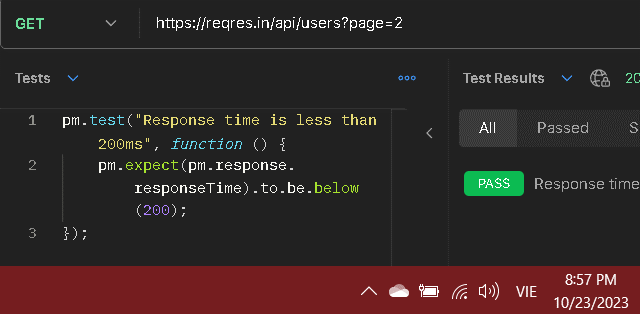 GET https://reqres.in/api/users?page=2
Tests ••• Test Results 20
1 pm.test("Response time is less than
200ms", function () {
2 pm.expect(pm.response.
responseTime).to.be.below
(200);
3 });
All Passed S
PASS Response time
VIE 8:57 PM
10/23/2023